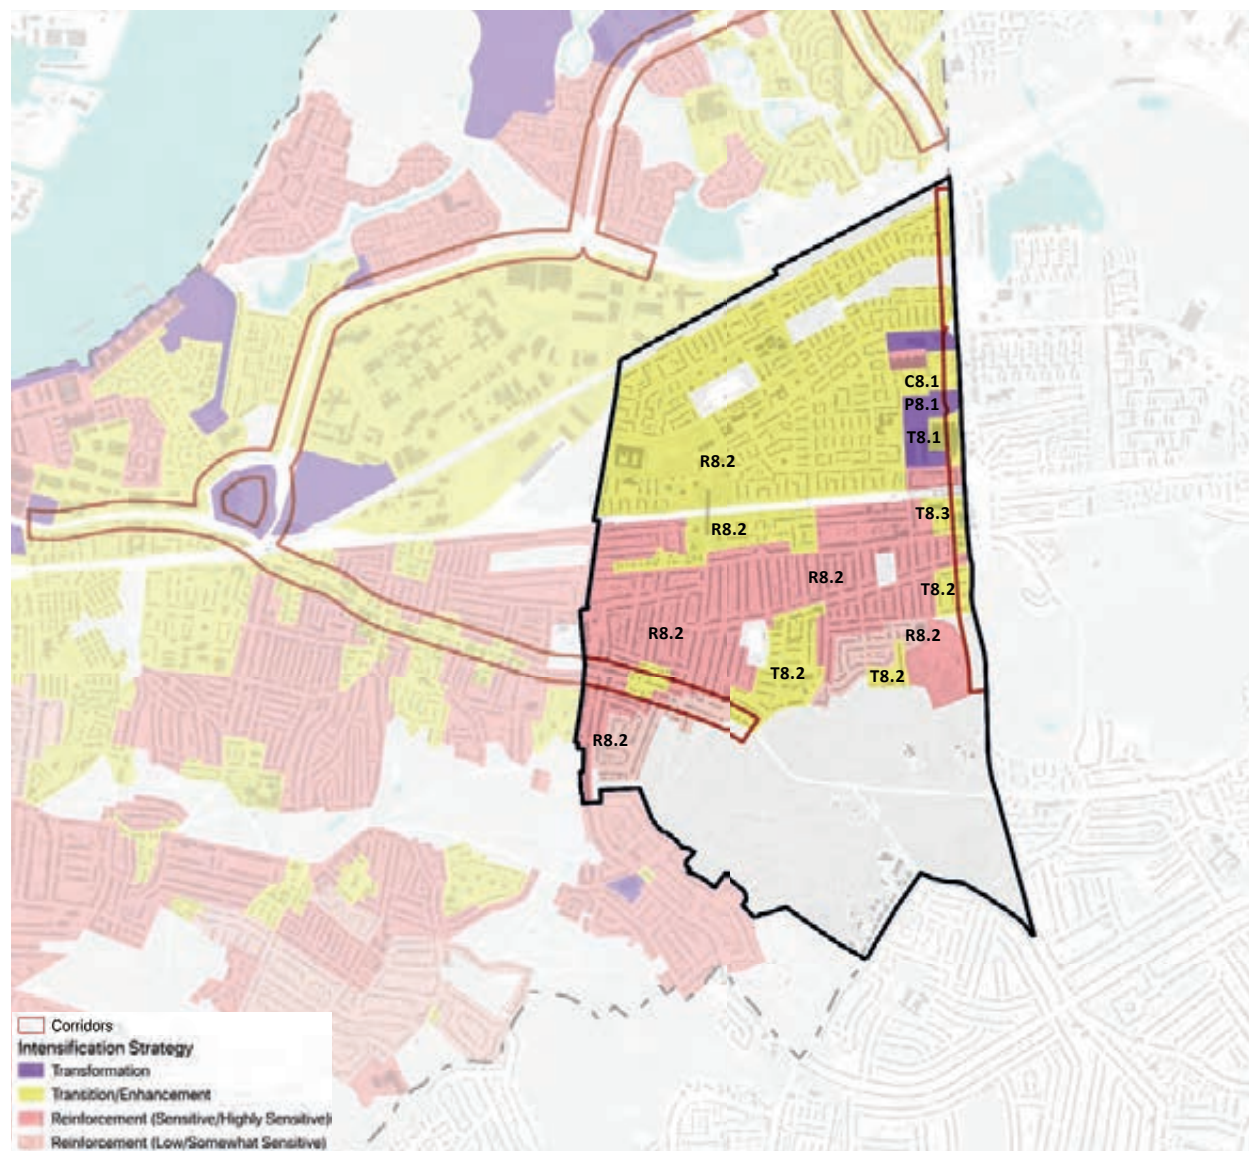 C8.1
P8.1
T8.1
R8.2
T8.3
R8.2
R8.2
T8.2
R8.2
R8.2
T8.2
T8.2
R8.2
Corridors
Intensification Strategy
Transformation
Transition/Enhancement
Reinforcement (Sensitive/Highly Sensitive)
Reinforcement (Low/Somewhat Sensitive)